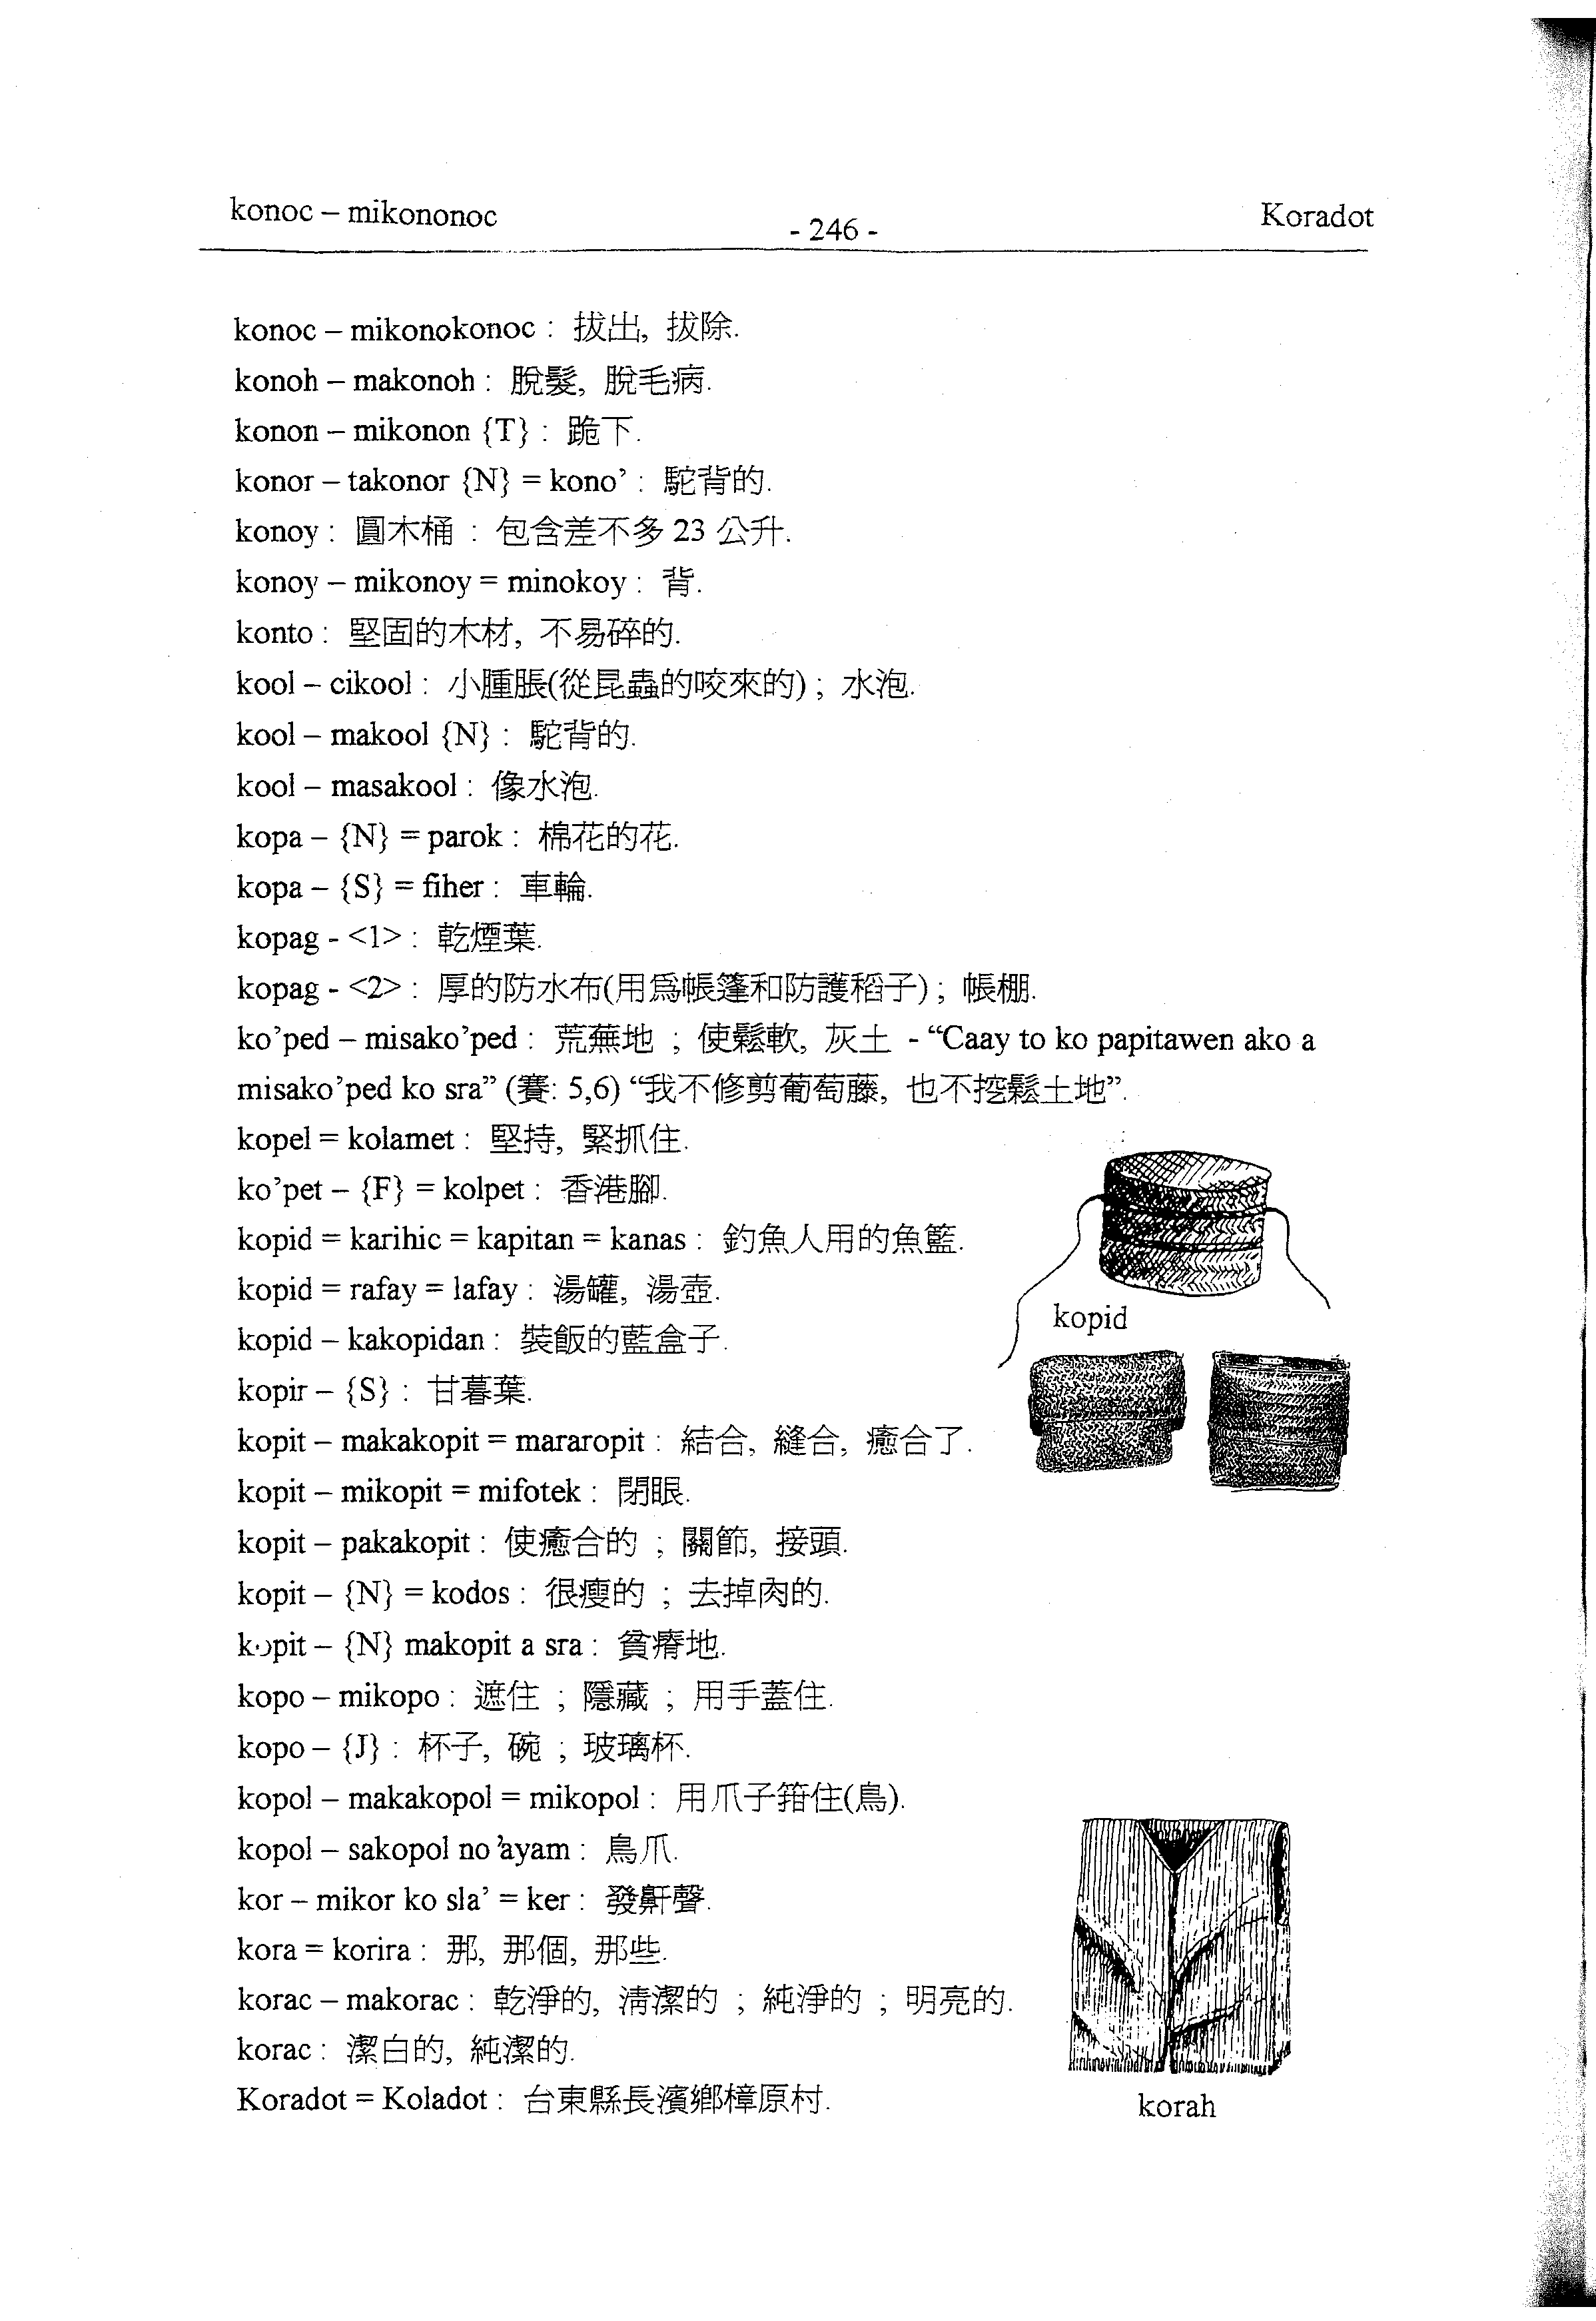 konoc – mikononoc
- 246 -
Koradot
konoc – mikonokonoc : 拔出, 拔除.
konoh – makonoh : 脫髮, 脫毛病.
konon – mikonon {T} : 跪下.
konor – takonor {N} = kono’ : 駝背的.
konoy : 圓木桶 : 包含差不多 23 公升.
konoy – mikonoy = minokoy : 背.
konto : 堅固的木材, 不易碎的.
kool – cikool : 小腫脹(從昆蟲的咬來的) ; 水泡.
kool – makool {N} : 駝背的.
kool – masakool : 像水泡.
kopa – {N} = parok : 棉花的花.
kopa – {S} = fiher : 車輪.
kopag - <1> : 乾煙葉.
kopag - <2> : 厚的防水布(用爲帳篷和防護稻子) ; 帳棚.
ko’ped – misako’ped : 荒蕪地 ; 使鬆軟, 灰土 - “Caay to ko papitawen ako a
misako’ped ko sra” (賽: 5,6) “我不修剪葡萄藤, 也不挖鬆土地”.
kopel = kolamet : 堅持, 緊抓住.
ko’pet – {F} = kolpet : 香港腳.
kopid = karihic = kapitan = kanas : 釣魚人用的魚籃.
kopid = rafay = lafay : 湯罐, 湯壺.
kopid
kopid – kakopidan : 裝飯的藍盒子.
kopir – {S} : 甘暮葉.
kopit – makakopit = mararopit : 結合, 縫合, 癒合了.
kopit – mikopit = mifotek : 閉眼.
kopit – pakakopit : 使癒合的 ; 關節, 接頭.
kopit – {N} = kodos : 很瘦的 ; 去掉肉的.
kopit – {N} makopit a sra : 貧瘠地.
kopo – mikopo : 遮住 ; 隱藏 ; 用手蓋住.
kopo – {J} : 杯子, 碗 ; 玻璃杯.
kopol – makakopol = mikopol : 用爪子箝住(鳥).
kopol – sakopol no ’ayam : 鳥爪.
kor – mikor ko sla’ = ker : 發鼾聲.
kora = korira : 那, 那個, 那些.
korac – makorac : 乾淨的, 清潔的 ; 純淨的 ; 明亮的.
korac : 潔白的, 純潔的.
Koradot = Koladot : 台東縣長濱鄉樟原村.
korah